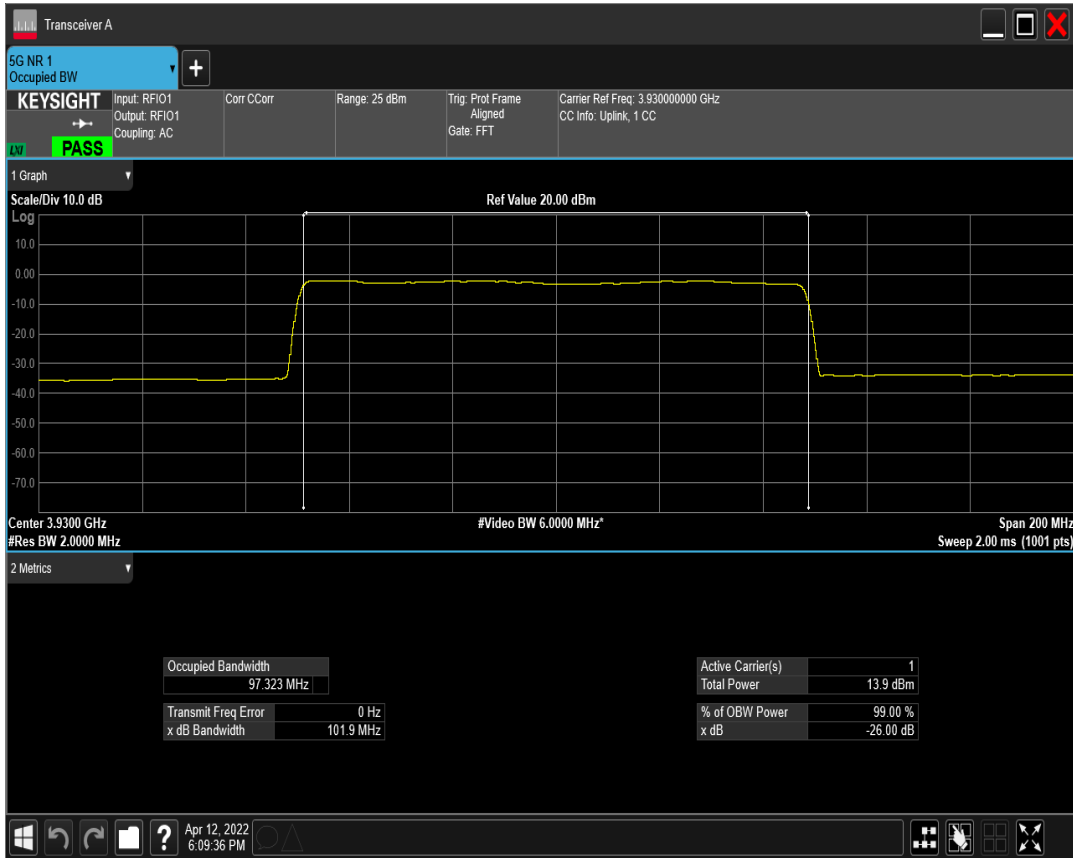 Transceiver A
5G NR 1
Occupied BW
KEYSIGHT
LXI
PASS
Input: RFIO1
Output: RFIO1
Coupling: AC
Corr CCorr
Range: 25 dBm
Trig: Prot Frame
Aligned
Gate: FFT
Carrier Ref Freq: 3.930000000 GHz
CC Info: Uplink, 1 CC
1 Graph
Scale/Div 10.0 dB
Ref Value 20.00 dBm
Log
10.0
0.00
-10.0
-20.0
-30.0
-40.0
-50.0
-60.0
-70.0
Center 3.9300 GHz
#Video BW 6.0000 MHz*
Span 200 MHz
#Res BW 2.0000 MHz
Sweep 2.00 ms (1001 pts)
2 Metrics
Occupied Bandwidth
97.323 MHz
Transmit Freq Error 0 Hz
x dB Bandwidth 101.9 MHz
Active Carrier(s) 1
Total Power 13.9 dBm
% of OBW Power 99.00 %
x dB -26.00 dB
?
Apr 12, 2022
6:09:36 PM